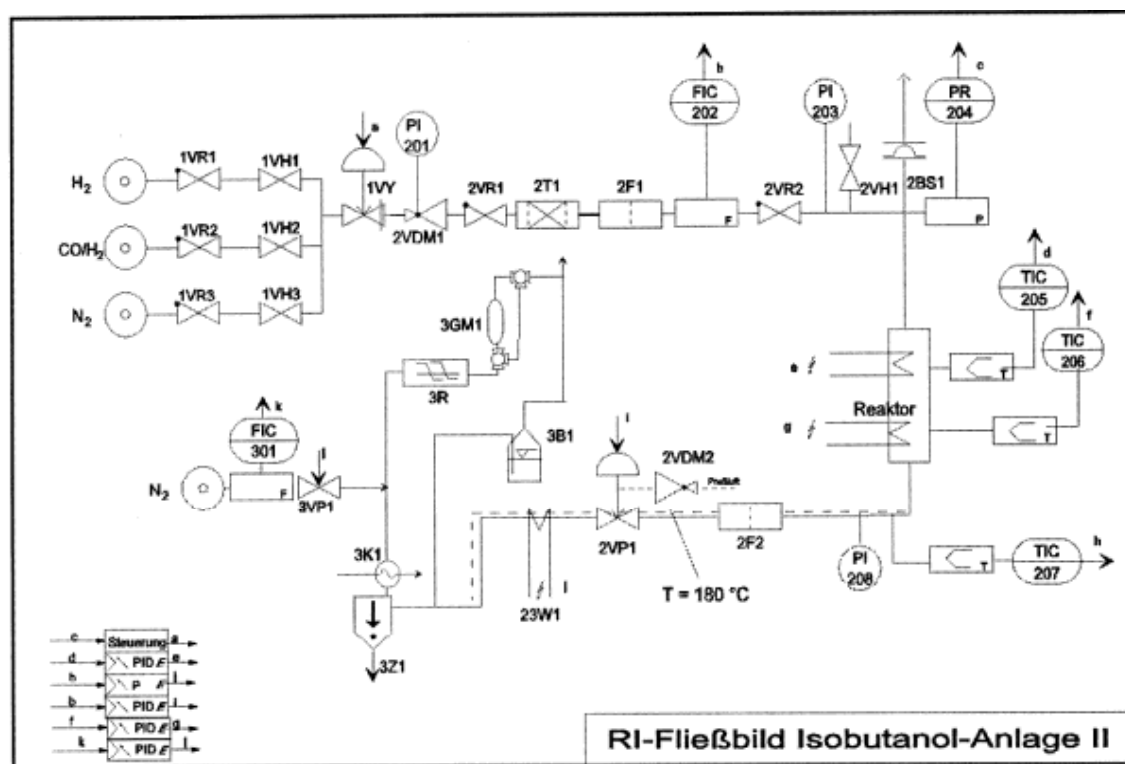 b
c
FIC
202
PI
203
PR
204
a
PI
201
1VR1
1VH1
H2
1VY
2VDM1
2VR1
2T1
2F1
F
2VR2
2VH1
2BS1
P
1VR2
1VH2
CO/H2
1VR3
1VH3
N2
d
TIC
205
f
TIC
206
3GM1
3R
e
T
Reaktor
g
T
k
FIC
301
3B1
i
2VDM2
Preßluft
N2
F
3VP1
2VP1
2F2
3K1
PI
208
T
TIC
207
h
T = 180 °C
23W1
3Z1
c Steuerung a
d PID e
h P
b PID i
f PID g
k PID
RI-Fließbild Isobutanol-Anlage II